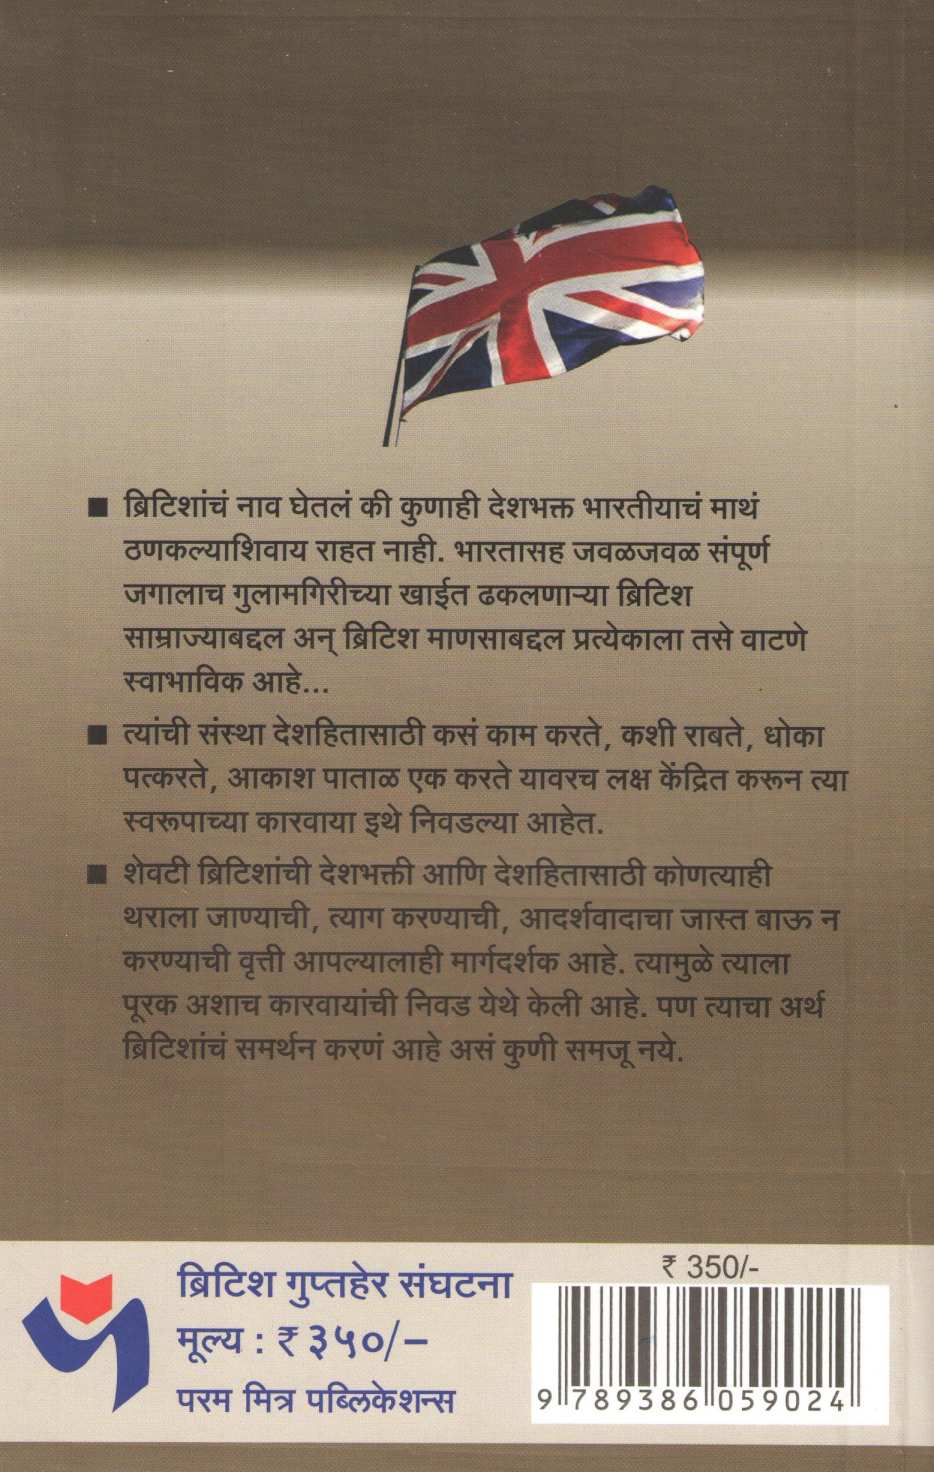 ■ ब्रिटिशांचं नाव घेतलं की कुणाही देशभक्त भारतीयाचं माथं
ठणकल्याशिवाय राहत नाही. भारतासह जवळजवळ संपूर्ण
जगालाच गुलामगिरीच्या खाईत ढकलणाऱ्या ब्रिटिश
साम्राज्याबद्दल अन् ब्रिटिश माणसाबद्दल प्रत्येकाला तसे वाटणे
स्वाभाविक आहे...
■ त्यांची संस्था देशहितासाठी कसं काम करते, कशी राबते, धोका
पत्करते, आकाश पाताळ एक करते यावरच लक्ष केंद्रित करून त्या
स्वरूपाच्या कारवाया इथे निवडल्या आहेत.
■ शेवटी ब्रिटिशांची देशभक्ती आणि देशहितासाठी कोणत्याही
थराला जाण्याची, त्याग करण्याची, आदर्शवादाचा जास्त बाऊ न
करण्याची वृत्ती आपल्यालाही मार्गदर्शक आहे. त्यामुळे त्याला
पूरक अशाच कारवायांची निवड येथे केली आहे. पण त्याचा अर्थ
ब्रिटिशांचं समर्थन करणं आहे असं कुणी समजू नये.
ब्रिटिश गुप्तहेर संघटना
मूल्य : ₹ ३५०/–
परम मित्र पब्लिकेशन्स
₹ 350/-
9 789386 059024